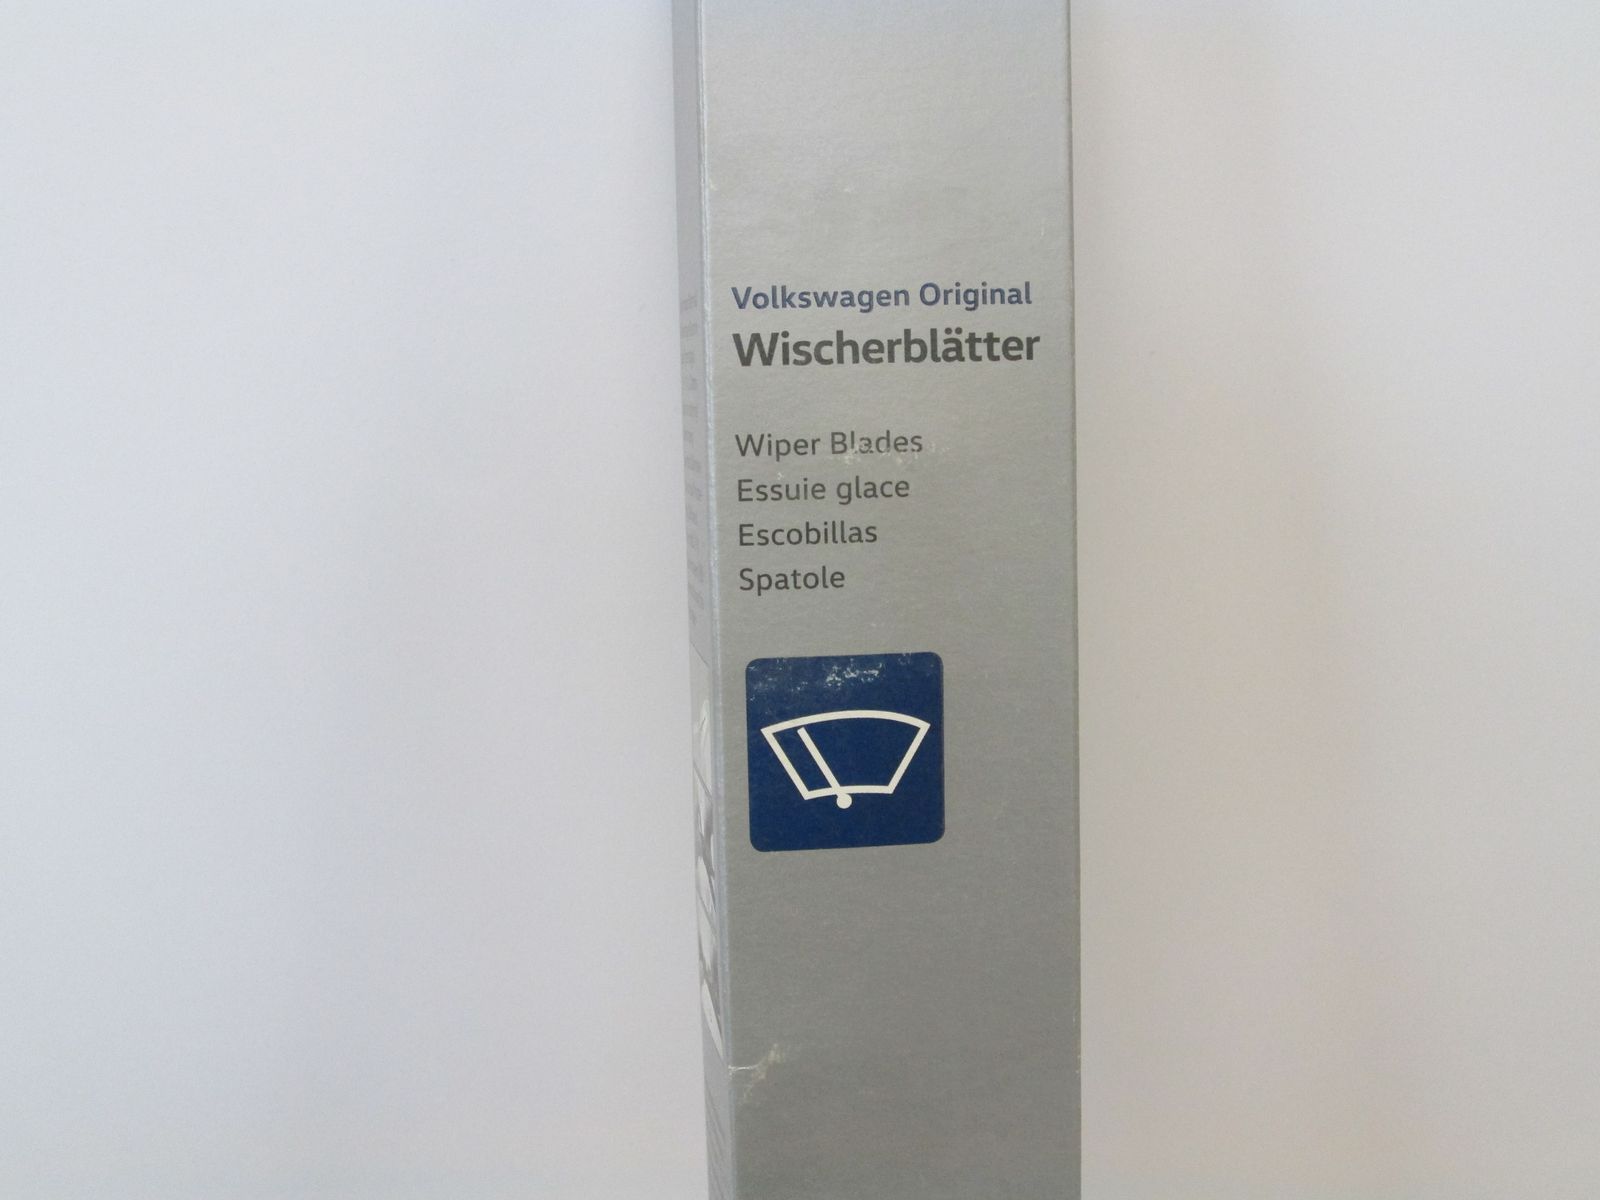 Volkswagen Original
Wischerblätter
Wiper Blades
Essuie glace
Escobillas
Spatole